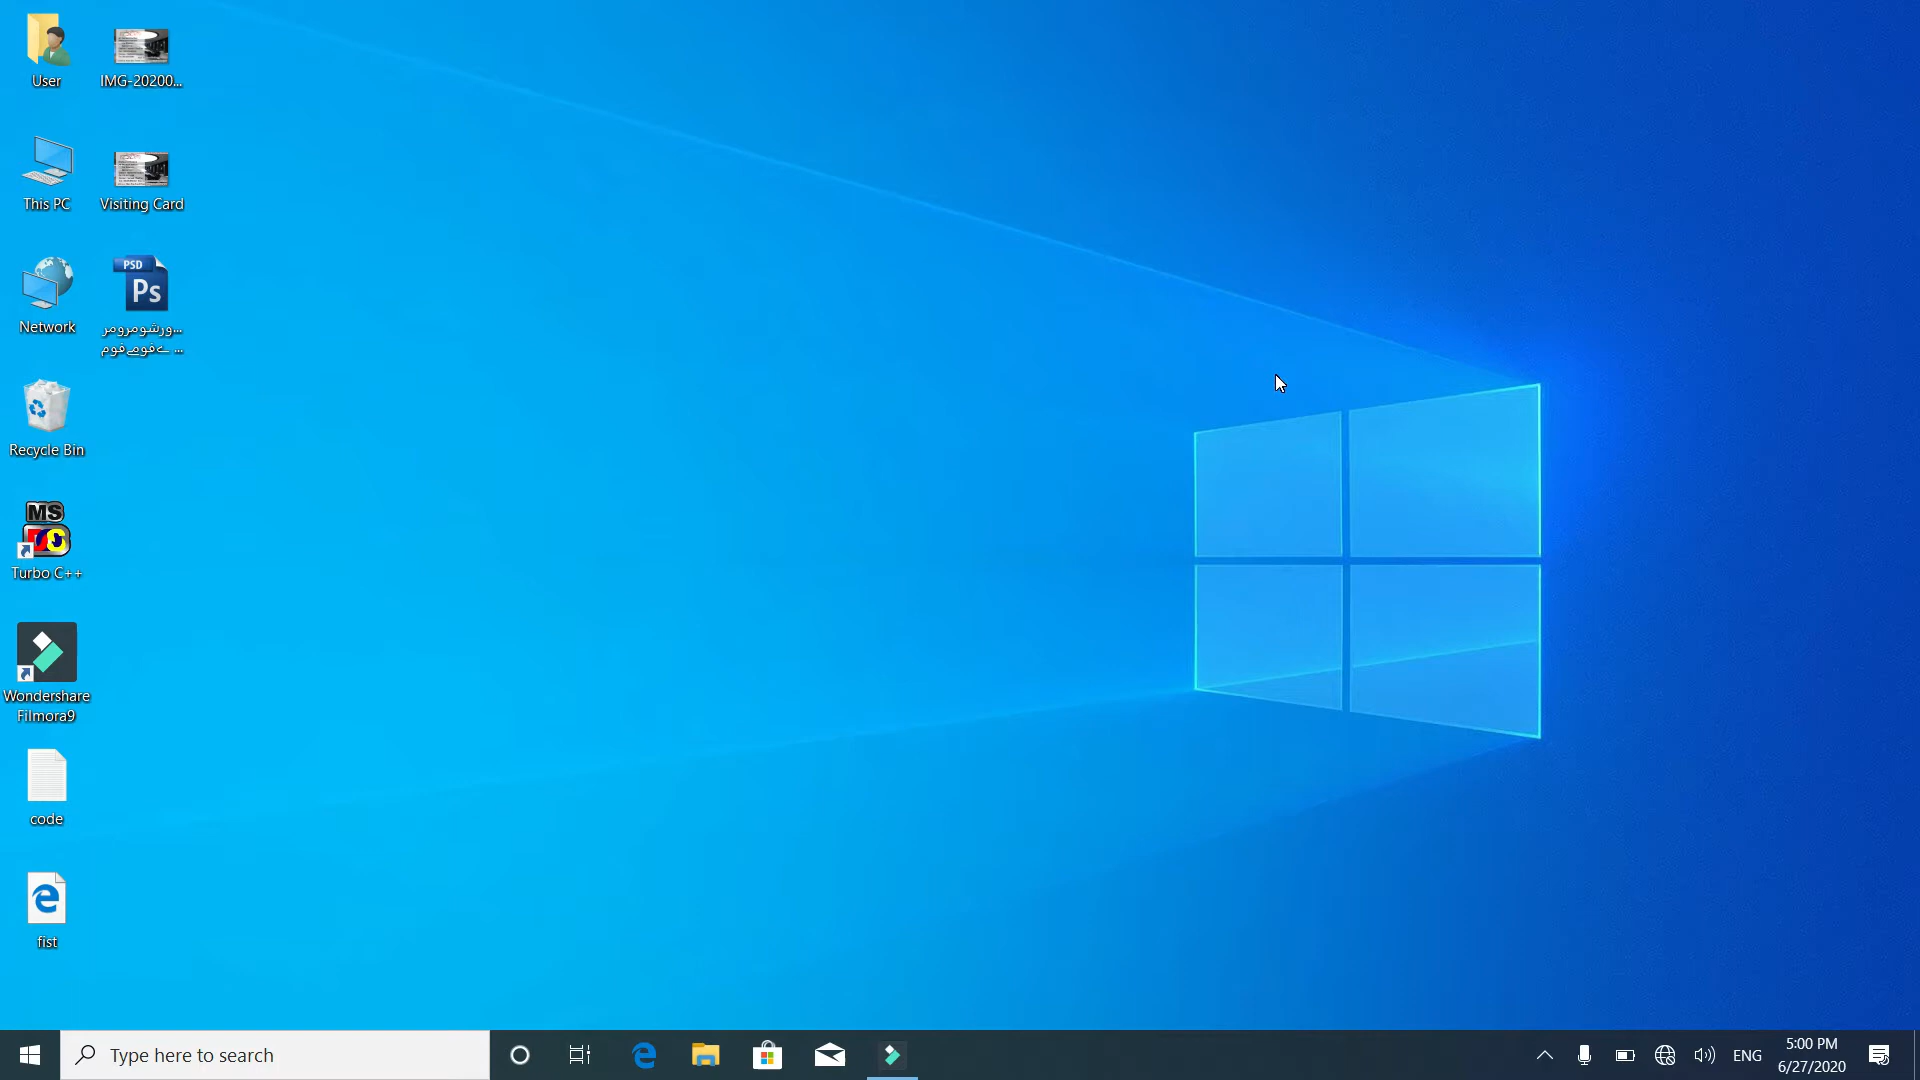 User
IMG-20200...
This PC
Visiting Card
Network
PSD
Ps
Recycle Bin
MS
Turbo C++
Wondershare
Filmora9
code
fist
Type here to search
ENG
5:00 PM
6/27/2020